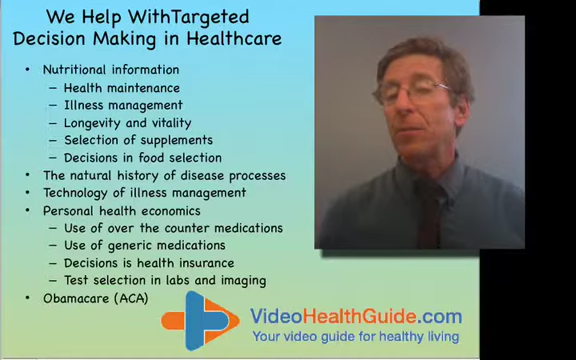 We Help WithTargeted
Decision Making in Healthcare
• Nutritional information
– Health maintenance
– Illness management
– Longevity and vitality
– Selection of supplements
– Decisions in food selection
• The natural history of disease processes
• Technology of illness management
• Personal health economics
– Use of over the counter medications
– Use of generic medications
– Decisions is health insurance
– Test selection in labs and imaging
• Obamacare (ACA)
VideoHealthGuide.com
Your video guide for healthy living